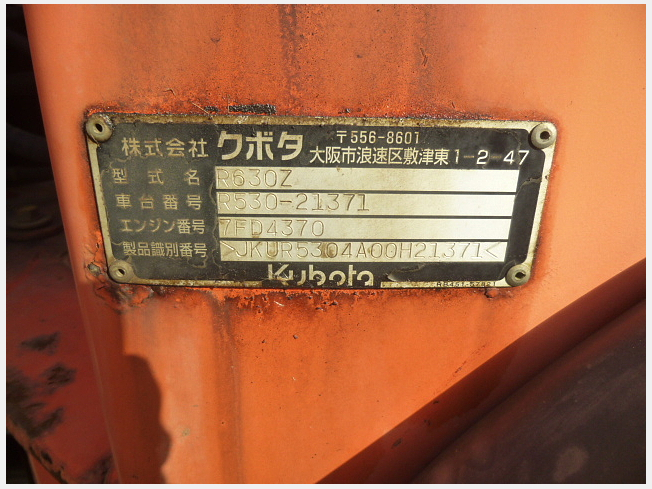 〒556-8601
株式会社 クボタ 大阪市浪速区敷津東1-2-47
型式名 R630Z
車台番号 R530-21371
エンジン番号 7FD4370
製品識別番号 >JKUR5304A00H21371<
Kubota